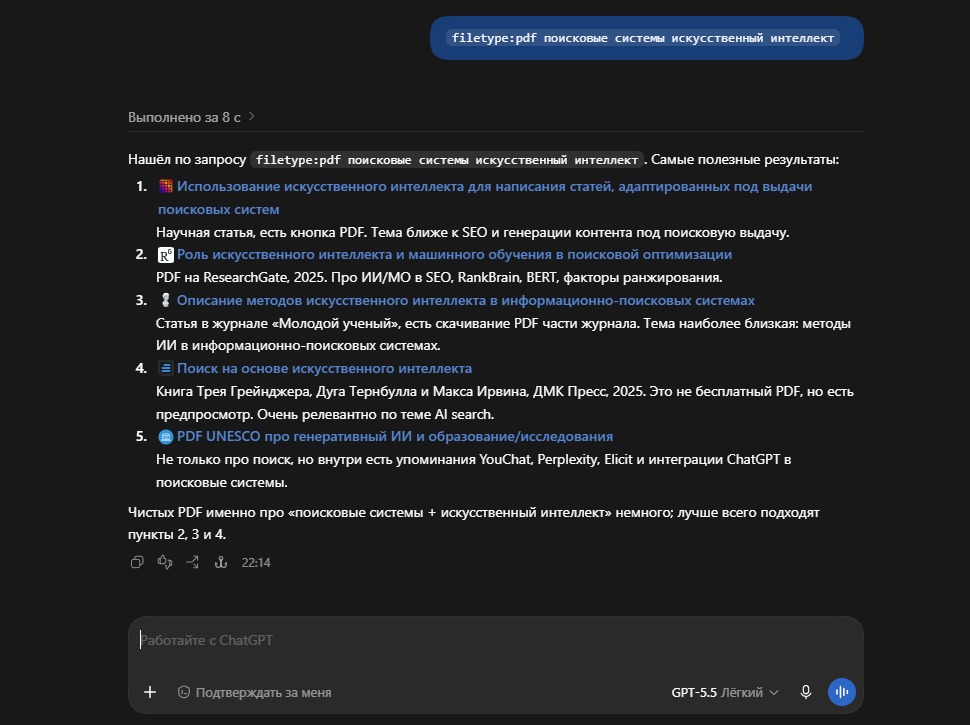 filetype:pdf поисковые системы искусственный интеллект
Выполнено за 8 с
Нашёл по запросу filetype:pdf поисковые системы искусственный интеллект. Самые полезные результаты:
1. Использование искусственного интеллекта для написания статей, адаптированных под выдачи
поисковых систем
Научная статья, есть кнопка PDF. Тема ближе к SEO и генерации контента под поисковую выдачу.
2. R⁶ Роль искусственного интеллекта и машинного обучения в поисковой оптимизации
PDF на ResearchGate, 2025. Про ИИ/МО в SEO, RankBrain, BERT, факторы ранжирования.
3. Описание методов искусственного интеллекта в информационно-поисковых системах
Статья в журнале «Молодой ученый», есть скачивание PDF части журнала. Тема наиболее близкая: методы
ИИ в информационно-поисковых системах.
4. Поиск на основе искусственного интеллекта
Книга Трея Грейнджера, Дуга Тернбулла и Макса Ирвина, ДМК Пресс, 2025. Это не бесплатный PDF, но есть
предпросмотр. Очень релевантно по теме AI search.
5. PDF UNESCO про генеративный ИИ и образование/исследования
Не только про поиск, но внутри есть упоминания YouChat, Perplexity, Elicit и интеграции ChatGPT в
поисковые системы.
Чистых PDF именно про «поисковые системы + искусственный интеллект» немного; лучше всего подходят
пункты 2, 3 и 4.
22:14
Работайте с ChatGPT
Подтверждать за меня
GPT-5.5 Лёгкий